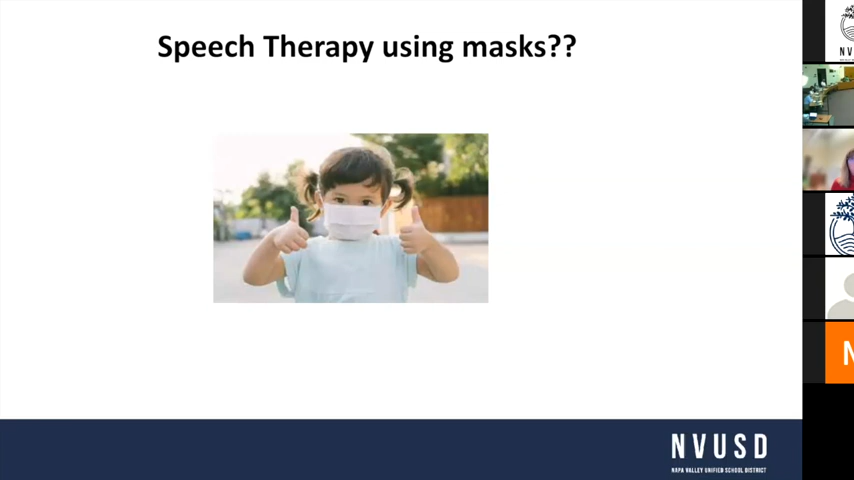 Speech Therapy using masks??
NVUSD
NAPA VALLEY UNIFIED SCHOOL DISTRICT
N V
N